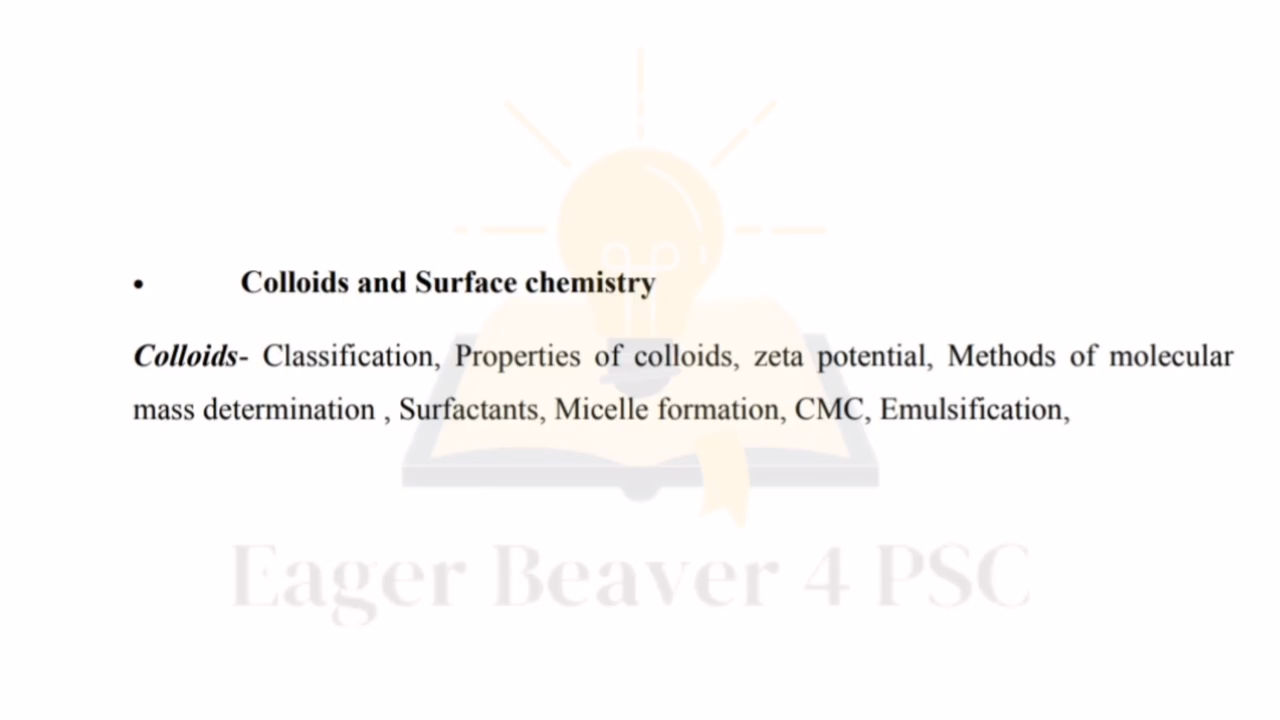 • Colloids and Surface chemistry
Colloids- Classification, Properties of colloids, zeta potential, Methods of molecular
mass determination , Surfactants, Micelle formation, CMC, Emulsification,
Eager Beaver 4 PSC